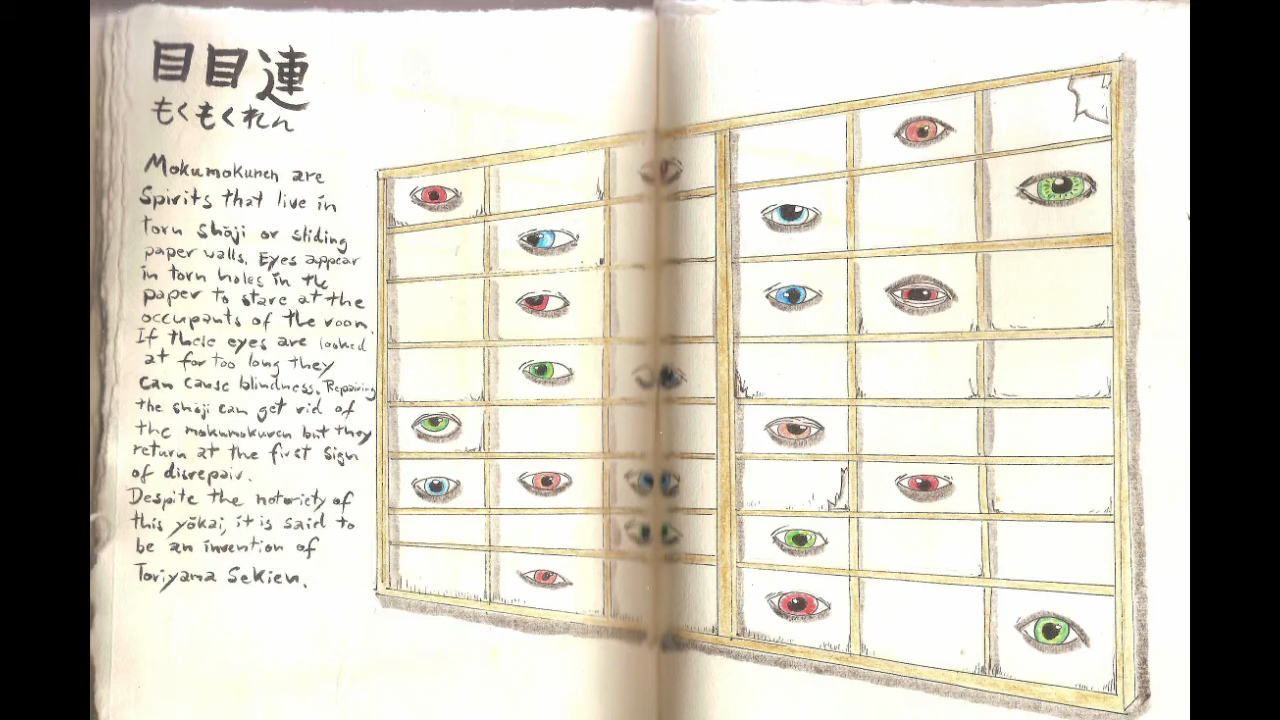 目目連
もくもくれん
Mokumokuren are
Spirits that live in
torn shōji or sliding
paper walls. Eyes appear
in torn holes in the
paper to stare at the
occupants of the room.
If these eyes are looked
at for too long they
can cause blindness. Repairing
the shōji can get rid of
the mokumokuren but they
return at the first sign
of disrepair.
Despite the notoriety of
this yōkai, it is said to
be an invention of
Toriyama Sekien.